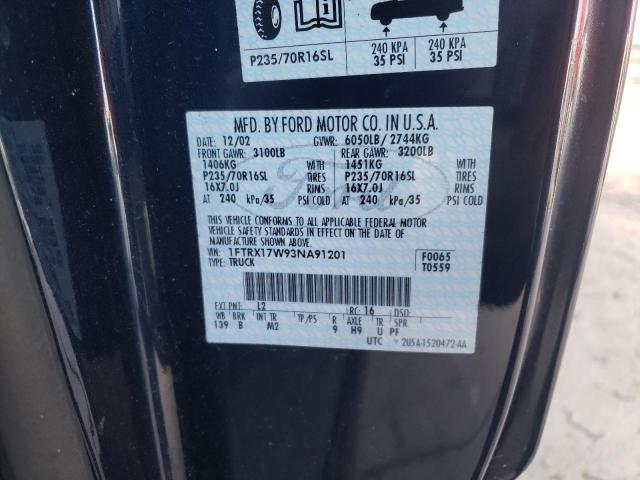 P235/70R16SL 240 KPA 240 KPA
35 PSI 35 PSI
MFD. BY FORD MOTOR CO. IN U.S.A.
DATE: 12/02 GVWR: 6050LB/ 2744KG
FRONT GAWR: 3100LB REAR GAWR: 3200LB
1406KG WITH 1451KG WITH
P235/70R16SL TIRES P235/70R16SL TIRES
16X7.0J RIMS 16X7.0J RIMS
AT 240 kPa/35 PSI COLD AT 240 kPa/35 PSI COLD
THIS VEHICLE CONFORMS TO ALL APPLICABLE FEDERAL MOTOR
VEHICLE SAFETY STANDARDS IN EFFECT ON THE DATE OF
MANUFACTURE SHOWN ABOVE.
VIN: 1FTRX17W93NA91201 F0065
TYPE: TRUCK T0559
EXT PNT: L2 RC: 16 DSO:
WB BRK INT TR TP/PS R AXLE TR SPR
139 B M2 9 H9 U PF
UTC 2U5A-1520472-AA
Ford